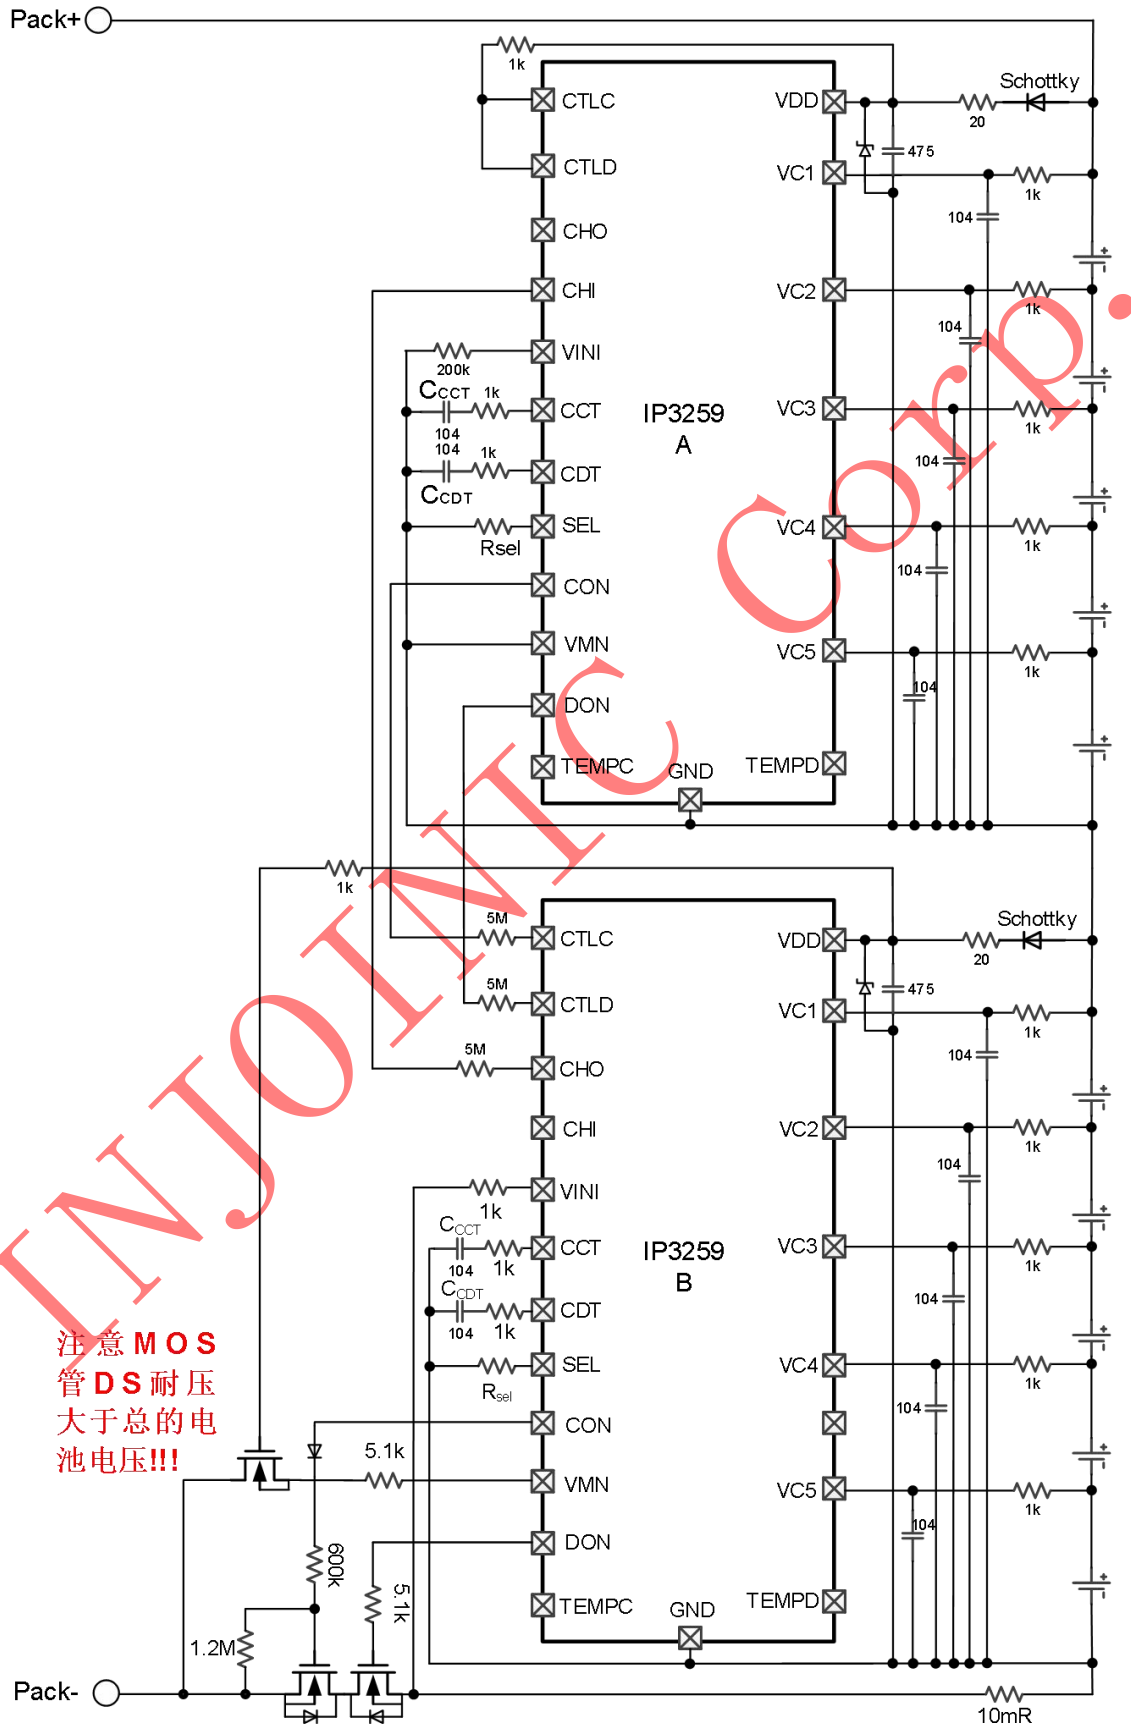 Pack+
1k
Schottky
CTLC
VDD
20
475
CTLD
VC1
1k
104
CHO
CHI
VC2
1k
104
VINI
200k
CCCT
1k
CCT
104
IP3259
A
VC3
1k
104
104
1k
CDT
CCDT
SEL
Rsel
VC4
1k
104
CON
VMN
VC5
1k
104
DON
TEMPC
GND
TEMPD
1k
5M
CTLC
VDD
Schottky
20
475
5M
CTLD
VC1
1k
104
5M
CHO
CHI
VC2
1k
104
VINI
1k
CCCT
CCT
104
1k
IP3259
B
VC3
1k
104
CCDT
CDT
104
1k
SEL
Rsel
VC4
1k
104
CON
5.1k
VMN
VC5
1k
104
DON
600k
5.1k
TEMPC
GND
TEMPD
1.2M
Pack-
10mR
注意MOS
管DS耐压
大于总的电
池电压!!!
INJOINIC Corp.